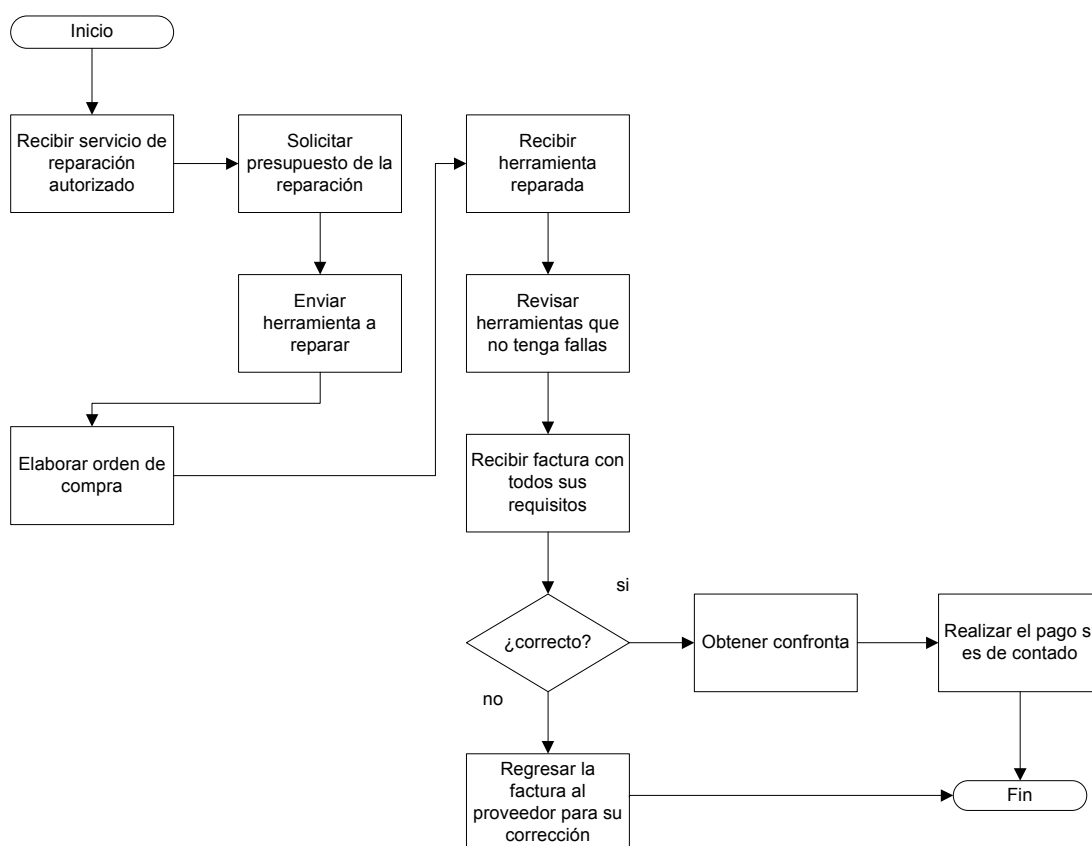 Inicio
Recibir servicio de
reparación
autorizado
Solicitar
presupuesto de la
reparación
Enviar
herramienta a
reparar
Elaborar orden de
compra
Recibir
herramienta
reparada
Revisar
herramientas que
no tenga fallas
Recibir factura con
todos sus
requisitos
¿correcto?
si
Obtener confronta
Realizar el pago s
es de contado
no
Regresar la
factura al
proveedor para su
corrección
Fin